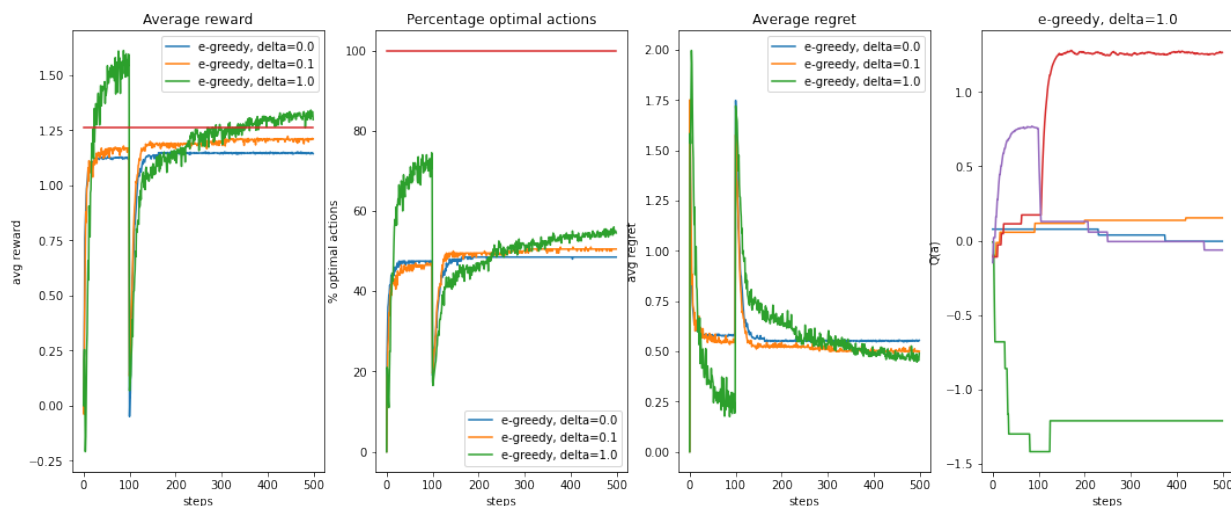 Average reward
e-greedy, delta=0.0
e-greedy, delta=0.1
e-greedy, delta=1.0
1.50
1.25
1.00
0.75
0.50
0.25
0.00
−0.25
avg reward
0 100 200 300 400 500
steps
Percentage optimal actions
100
80
60
40
20
0
% optimal actions
e-greedy, delta=0.0
e-greedy, delta=0.1
e-greedy, delta=1.0
0 100 200 300 400 500
steps
Average regret
e-greedy, delta=0.0
e-greedy, delta=0.1
e-greedy, delta=1.0
2.00
1.75
1.50
1.25
1.00
0.75
0.50
0.25
0.00
avg regret
0 100 200 300 400 500
steps
e-greedy, delta=1.0
1.0
0.5
0.0
−0.5
−1.0
−1.5
Q(a)
0 100 200 300 400 500
steps